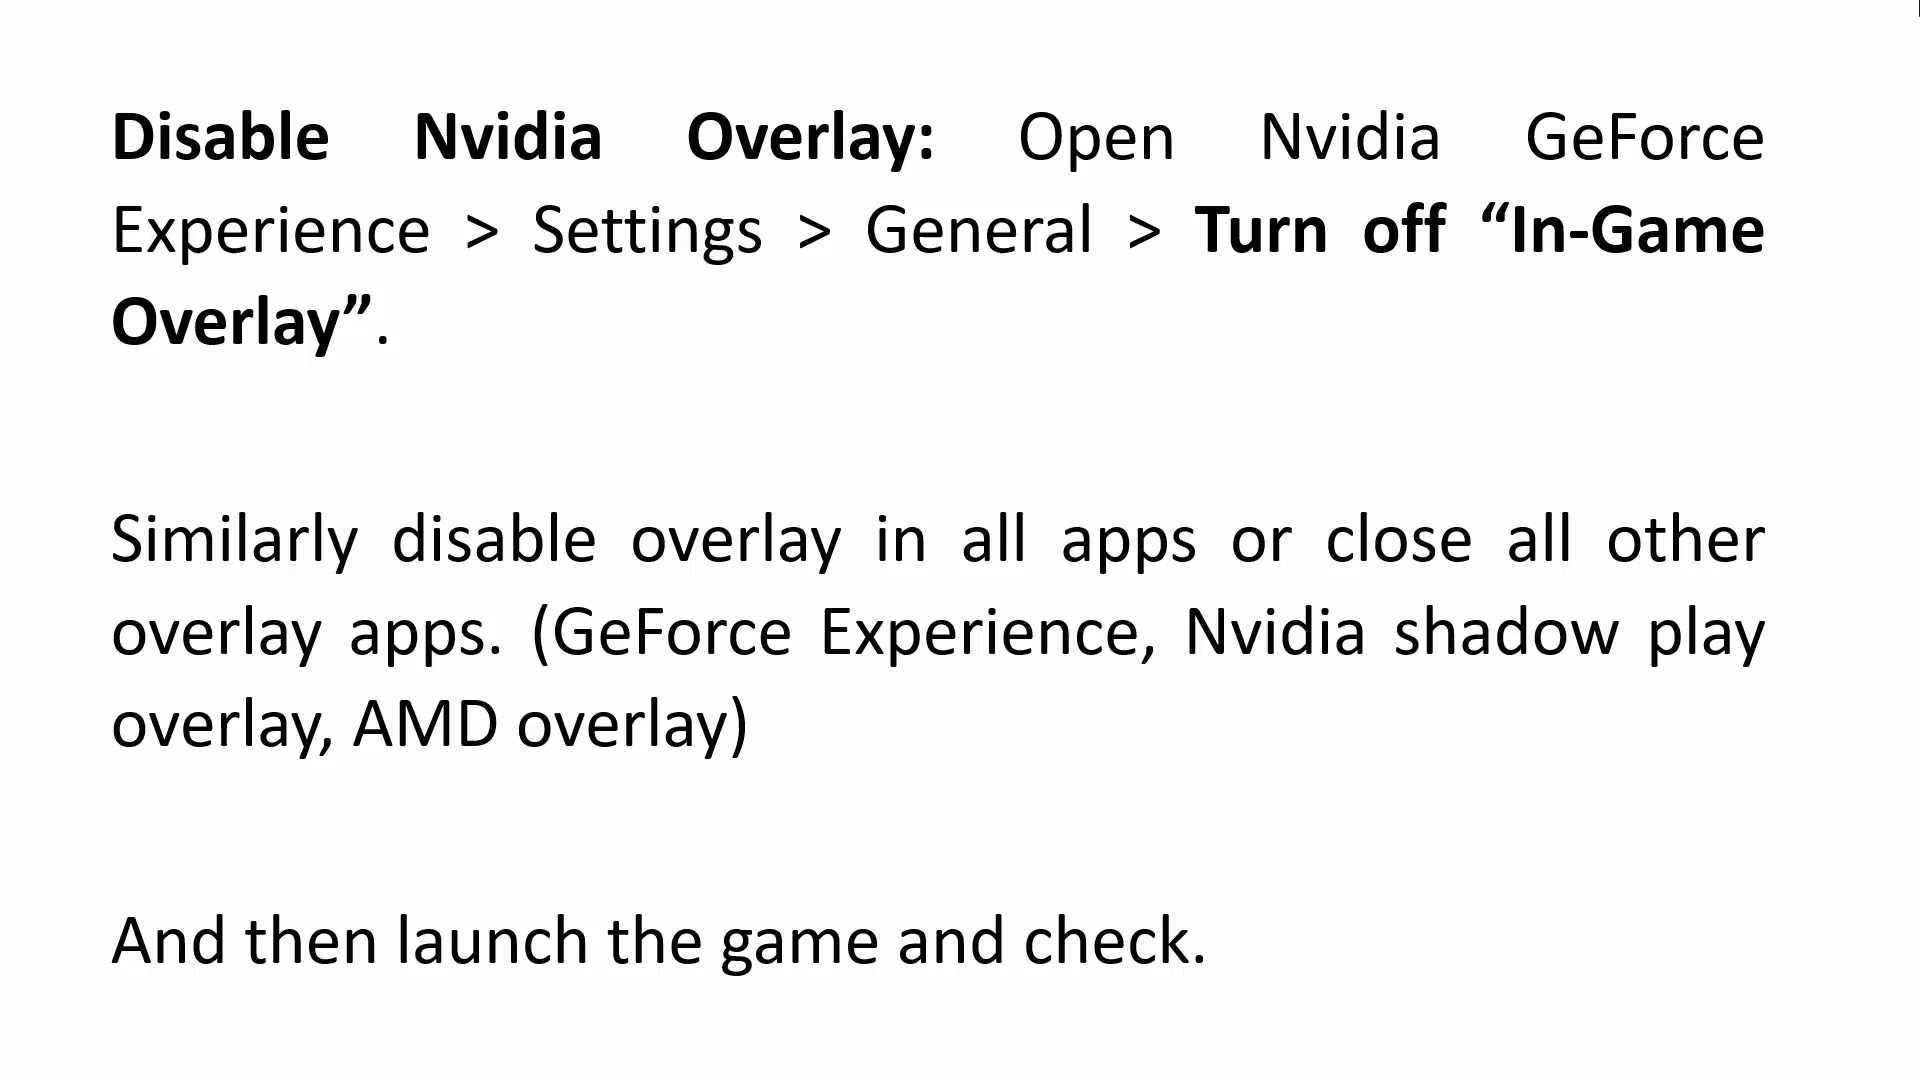 Disable Nvidia Overlay: Open Nvidia GeForce
Experience > Settings > General > Turn off “In-Game
Overlay”.
Similarly disable overlay in all apps or close all other
overlay apps. (GeForce Experience, Nvidia shadow play
overlay, AMD overlay)
And then launch the game and check.